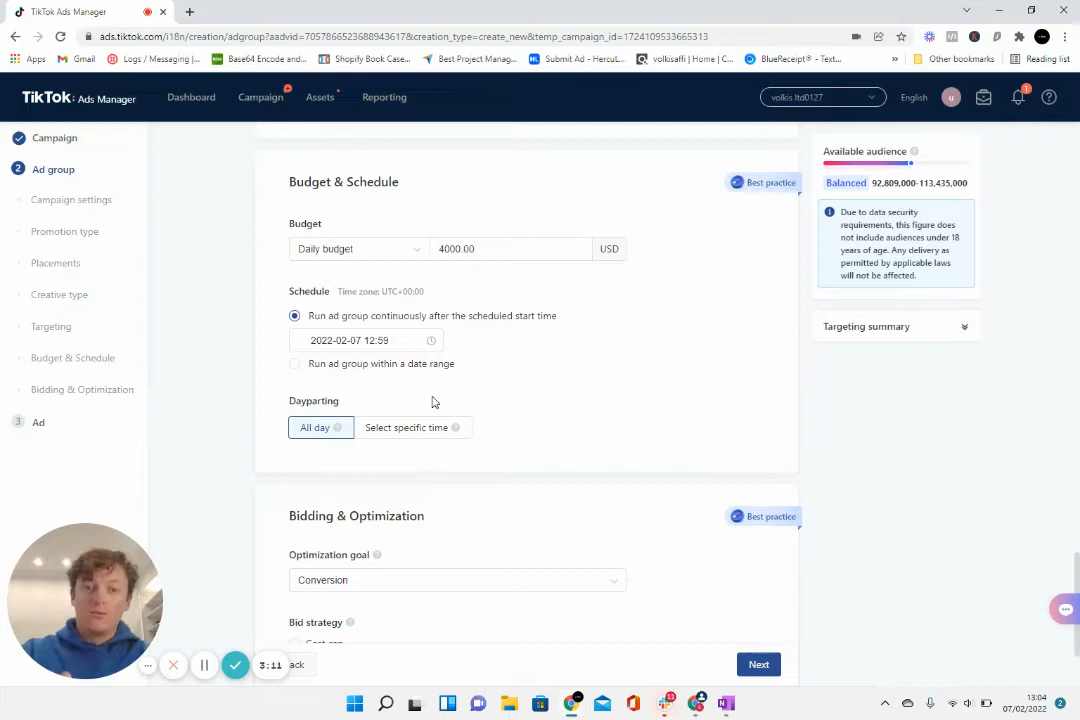 TikTok Ads Manager
ads.tiktok.com/i18n/creation/adgroup?aadvid=7057866523688943617&creation_type=create_new&temp_campaign_id=1724109533665313
Apps Gmail Logs / Messaging |... Base64 Encode and... Shopify Book Case... Best Project Manag... Submit Ad - HercuL... volkisaffi | Home | C... BlueReceipt® - Text... » Other bookmarks Reading list
TikTok: Ads Manager Dashboard Campaign Assets Reporting volkis ltd0127 English u 1
Campaign
2 Ad group
Campaign settings
Promotion type
Placements
Creative type
Targeting
Budget & Schedule
Bidding & Optimization
3 Ad
Budget & Schedule
Best practice
Budget
Daily budget 4000.00 USD
Schedule Time zone: UTC+00:00
Run ad group continuously after the scheduled start time
2022-02-07 12:59
Run ad group within a date range
Dayparting
All day Select specific time
Bidding & Optimization
Best practice
Optimization goal
Conversion
Bid strategy
Available audience
Balanced 92,809,000-113,435,000
Due to data security
requirements, this figure does
not include audiences under 18
years of age. Any delivery as
permitted by applicable laws
will not be affected.
Targeting summary
3:11 ack Next
13:04
07/02/2022 2